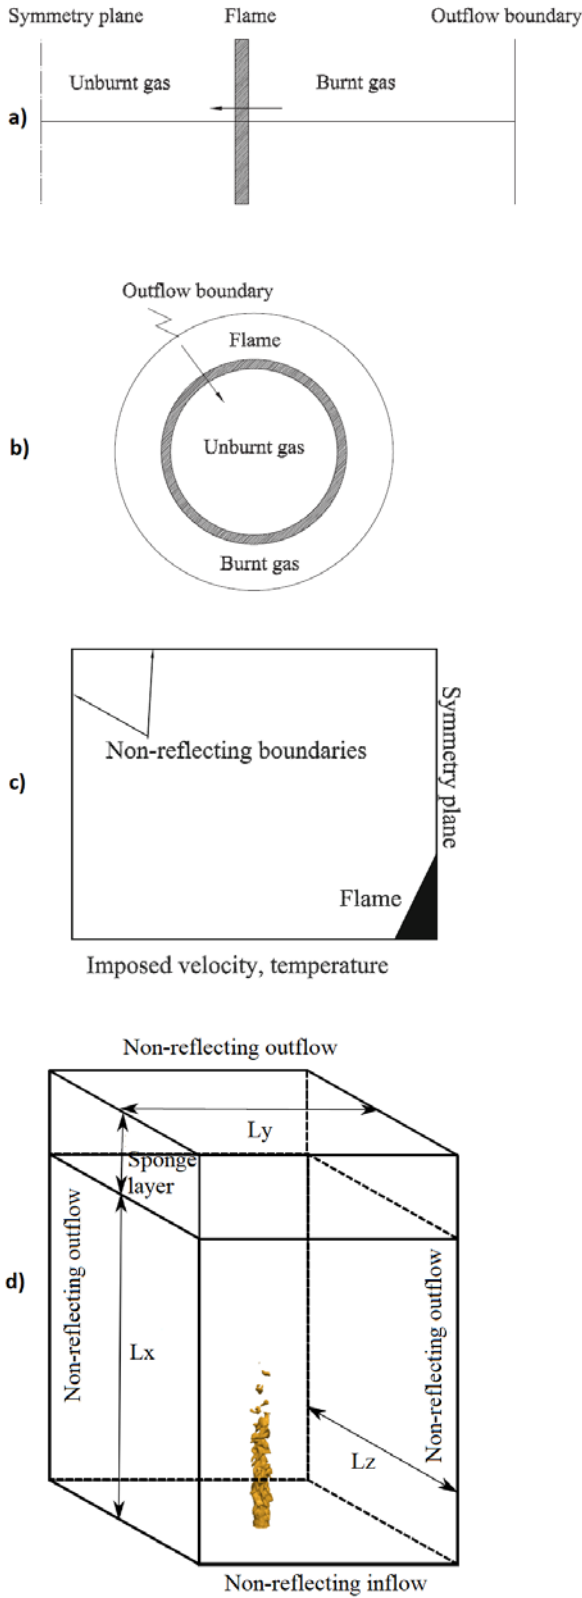 Symmetry plane Flame Outflow boundary
Unburnt gas Burnt gas
a)
Outflow boundary
Flame
b)
Unburnt gas
Burnt gas
Non-reflecting boundaries
Symmetry plane
c)
Flame
Imposed velocity, temperature
Non-reflecting outflow
Ly
Sponge
layer
Non-reflecting outflow
Non-reflecting outflow
d)
Lx
Lz
Non-reflecting inflow